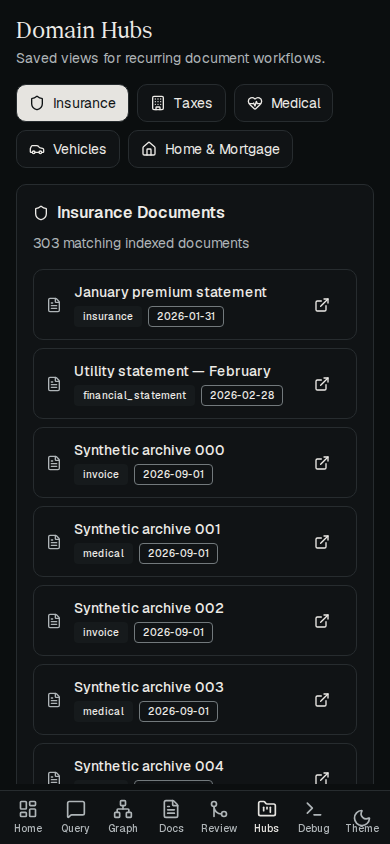 Domain Hubs
Saved views for recurring document workflows.
Insurance
Taxes
Medical
Vehicles
Home & Mortgage
Insurance Documents
303 matching indexed documents
January premium statement
insurance 2026-01-31
Utility statement — February
financial_statement 2026-02-28
Synthetic archive 000
invoice 2026-09-01
Synthetic archive 001
medical 2026-09-01
Synthetic archive 002
invoice 2026-09-01
Synthetic archive 003
medical 2026-09-01
Synthetic archive 004
Home Query Graph Docs Review Hubs Debug Theme